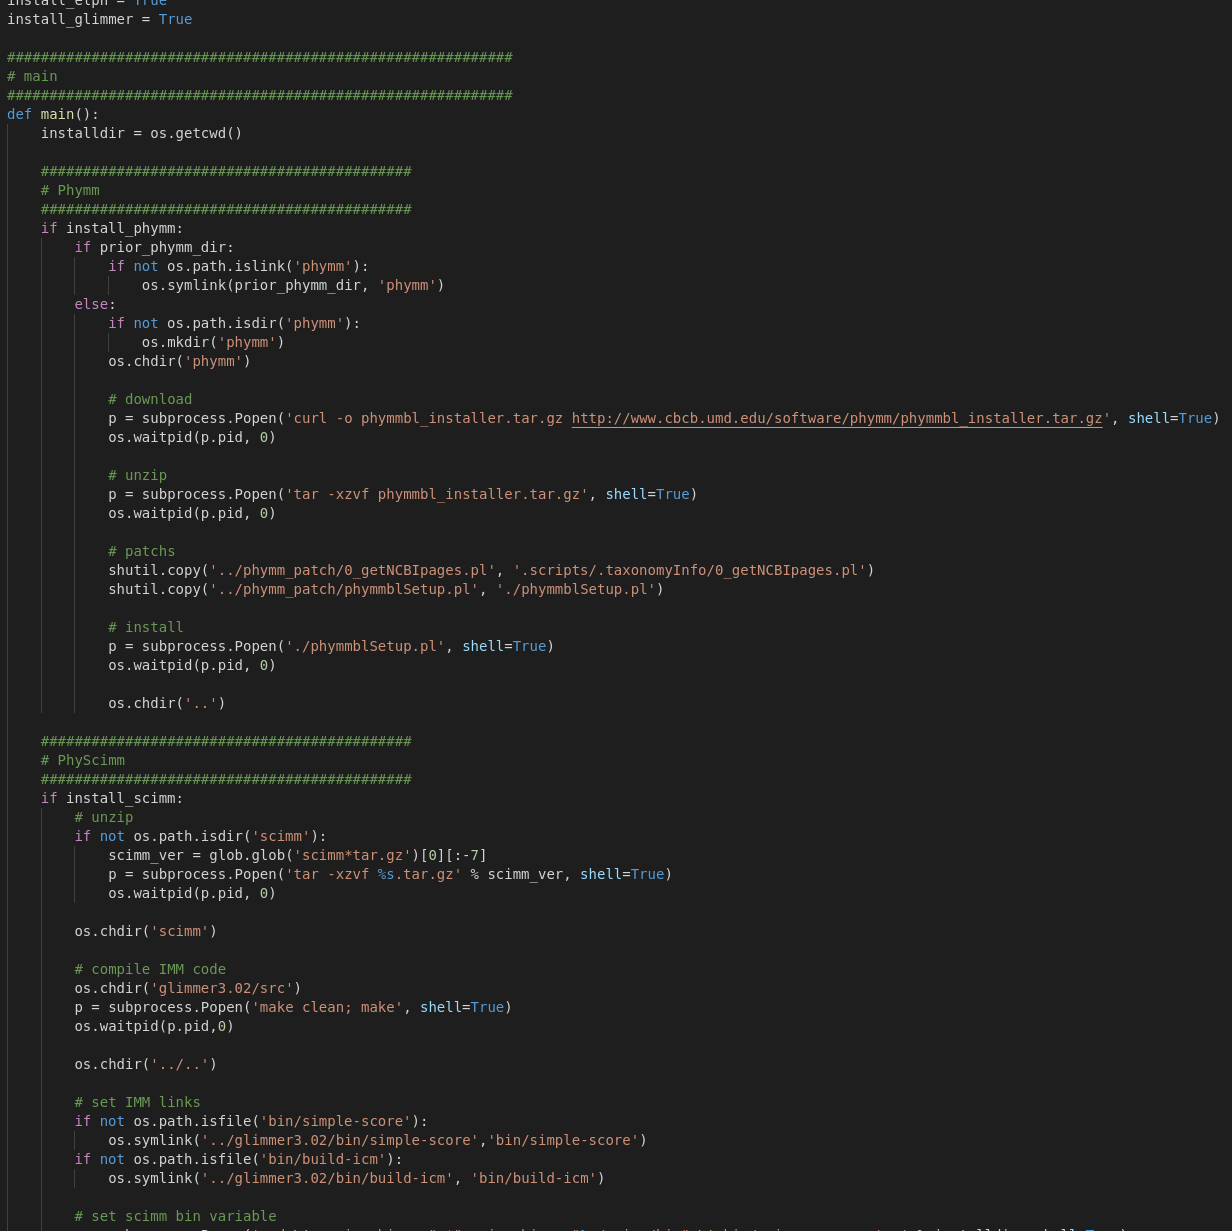 install_elph = True
install_glimmer = True
############################################################
# main
############################################################
def main():
installdir = os.getcwd()
############################################
# Phymm
############################################
if install_phymm:
if prior_phymm_dir:
if not os.path.islink('phymm'):
os.symlink(prior_phymm_dir, 'phymm')
else:
if not os.path.isdir('phymm'):
os.mkdir('phymm')
os.chdir('phymm')
# download
p = subprocess.Popen('curl -o phymmbl_installer.tar.gz http://www.cbcb.umd.edu/software/phymm/phymmbl_installer.tar.gz', shell=True)
os.waitpid(p.pid, 0)
# unzip
p = subprocess.Popen('tar -xzvf phymmbl_installer.tar.gz', shell=True)
os.waitpid(p.pid, 0)
# patchs
shutil.copy('../phymm_patch/0_getNCBIpages.pl', '.scripts/.taxonomyInfo/0_getNCBIpages.pl')
shutil.copy('../phymm_patch/phymmblSetup.pl', './phymmblSetup.pl')
# install
p = subprocess.Popen('./phymmblSetup.pl', shell=True)
os.waitpid(p.pid, 0)
os.chdir('..')
############################################
# PhyScimm
############################################
if install_scimm:
# unzip
if not os.path.isdir('scimm'):
scimm_ver = glob.glob('scimm*tar.gz')[0][:-7]
p = subprocess.Popen('tar -xzvf %s.tar.gz' % scimm_ver, shell=True)
os.waitpid(p.pid, 0)
os.chdir('scimm')
# compile IMM code
os.chdir('glimmer3.02/src')
p = subprocess.Popen('make clean; make', shell=True)
os.waitpid(p.pid,0)
os.chdir('../..')
# set IMM links
if not os.path.isfile('bin/simple-score'):
os.symlink('../glimmer3.02/bin/simple-score','bin/simple-score')
if not os.path.isfile('bin/build-icm'):
os.symlink('../glimmer3.02/bin/build-icm', 'bin/build-icm')
# set scimm bin variable